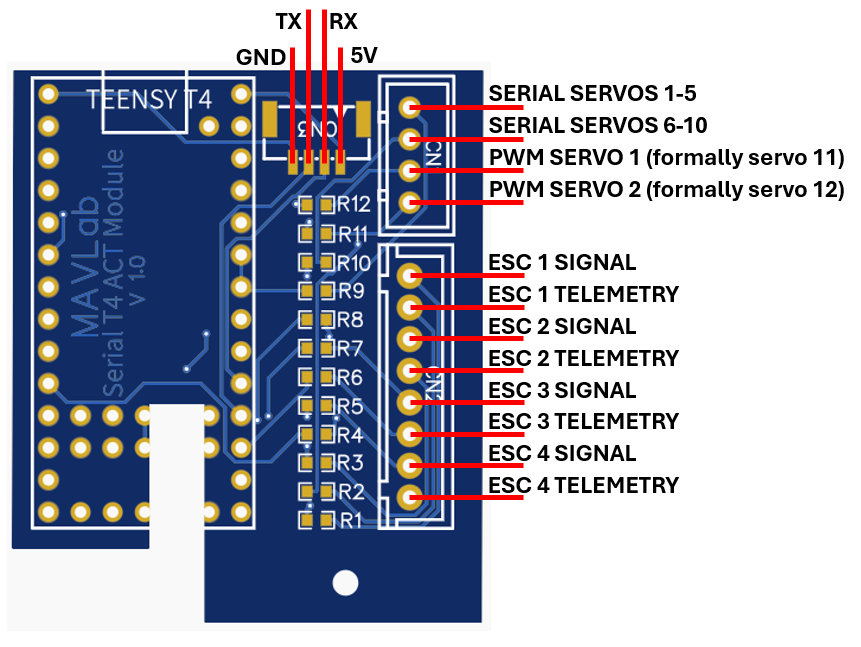 TX
RX
GND
5V
TEENSY T4
CN3
CN1
MAVLab
Serial T4 ACT Module
V 1.0
R12
R11
R10
R9
R8
R7
R6
R5
R4
R3
R2
R1
CN2
SERIAL SERVOS 1-5
SERIAL SERVOS 6-10
PWM SERVO 1 (formally servo 11)
PWM SERVO 2 (formally servo 12)
ESC 1 SIGNAL
ESC 1 TELEMETRY
ESC 2 SIGNAL
ESC 2 TELEMETRY
ESC 3 SIGNAL
ESC 3 TELEMETRY
ESC 4 SIGNAL
ESC 4 TELEMETRY